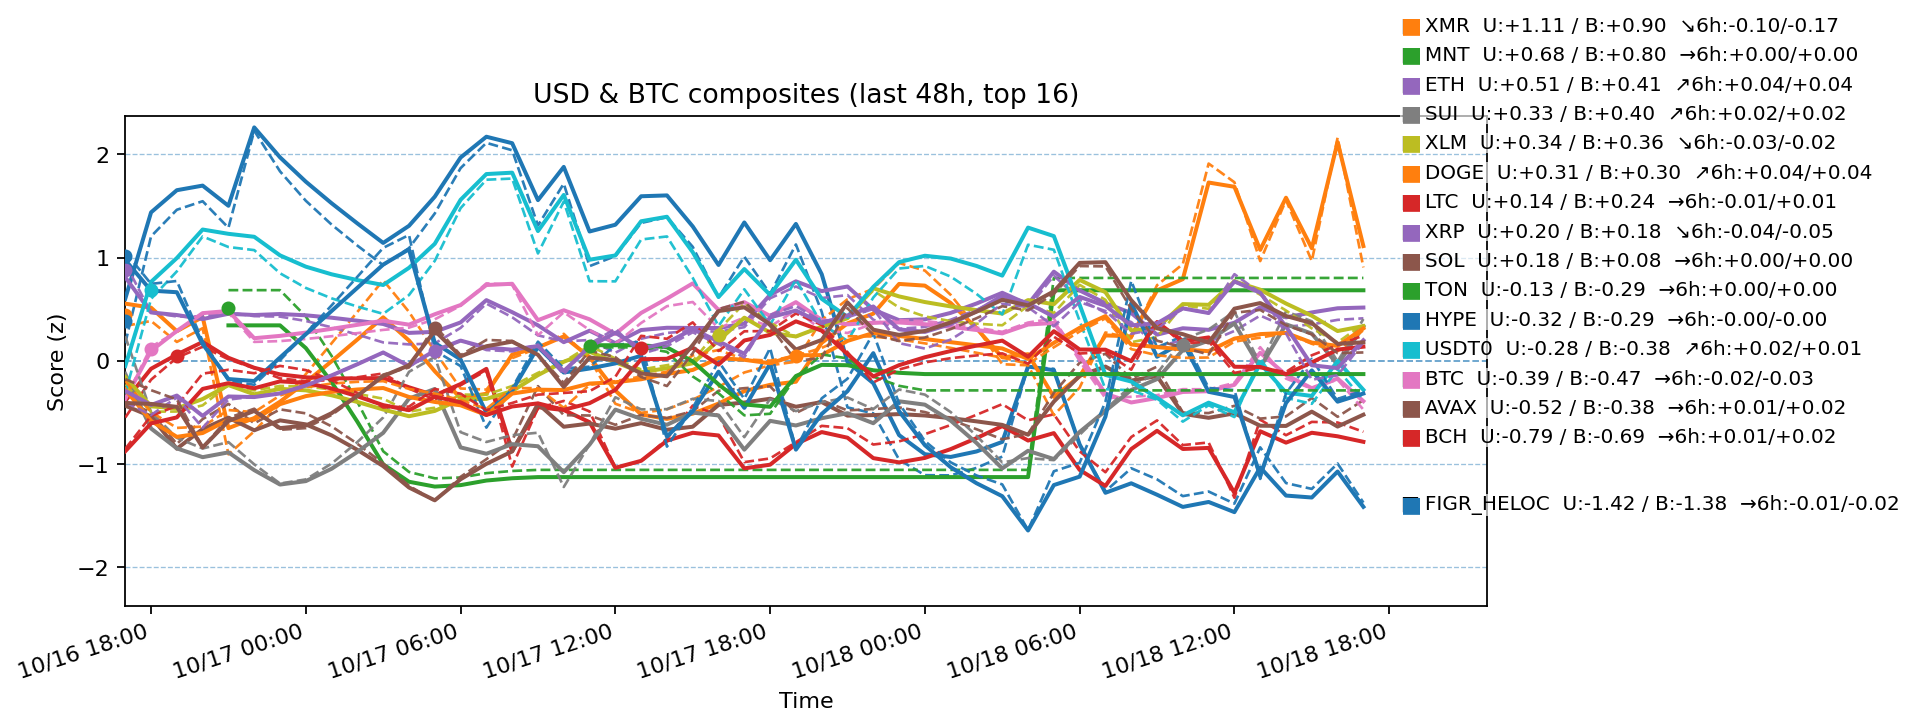 USD & BTC composites (last 48h, top 16)
XMR  U:+1.11 / B:+0.90  ↘6h:-0.10/-0.17
MNT  U:+0.68 / B:+0.80  →6h:+0.00/+0.00
ETH  U:+0.51 / B:+0.41  ↗6h:+0.04/+0.04
SUI  U:+0.33 / B:+0.40  ↗6h:+0.02/+0.02
XLM  U:+0.34 / B:+0.36  ↘6h:-0.03/-0.02
DOGE  U:+0.31 / B:+0.30  ↗6h:+0.04/+0.04
LTC  U:+0.14 / B:+0.24  →6h:-0.01/+0.01
XRP  U:+0.20 / B:+0.18  ↘6h:-0.04/-0.05
SOL  U:+0.18 / B:+0.08  →6h:+0.00/+0.00
TON  U:-0.13 / B:-0.29  →6h:+0.00/+0.00
HYPE  U:-0.32 / B:-0.29  →6h:-0.00/-0.00
USDT0  U:-0.28 / B:-0.38  ↗6h:+0.02/+0.01
BTC  U:-0.39 / B:-0.47  →6h:-0.02/-0.03
AVAX  U:-0.52 / B:-0.38  →6h:+0.01/+0.02
BCH  U:-0.79 / B:-0.69  →6h:+0.01/+0.02
FIGR_HELOC  U:-1.42 / B:-1.38  →6h:-0.01/-0.02
Score (z)
2
1
0
−1
−2
10/16 18:00
10/17 00:00
10/17 06:00
10/17 12:00
10/17 18:00
10/18 00:00
10/18 06:00
10/18 12:00
10/18 18:00
Time